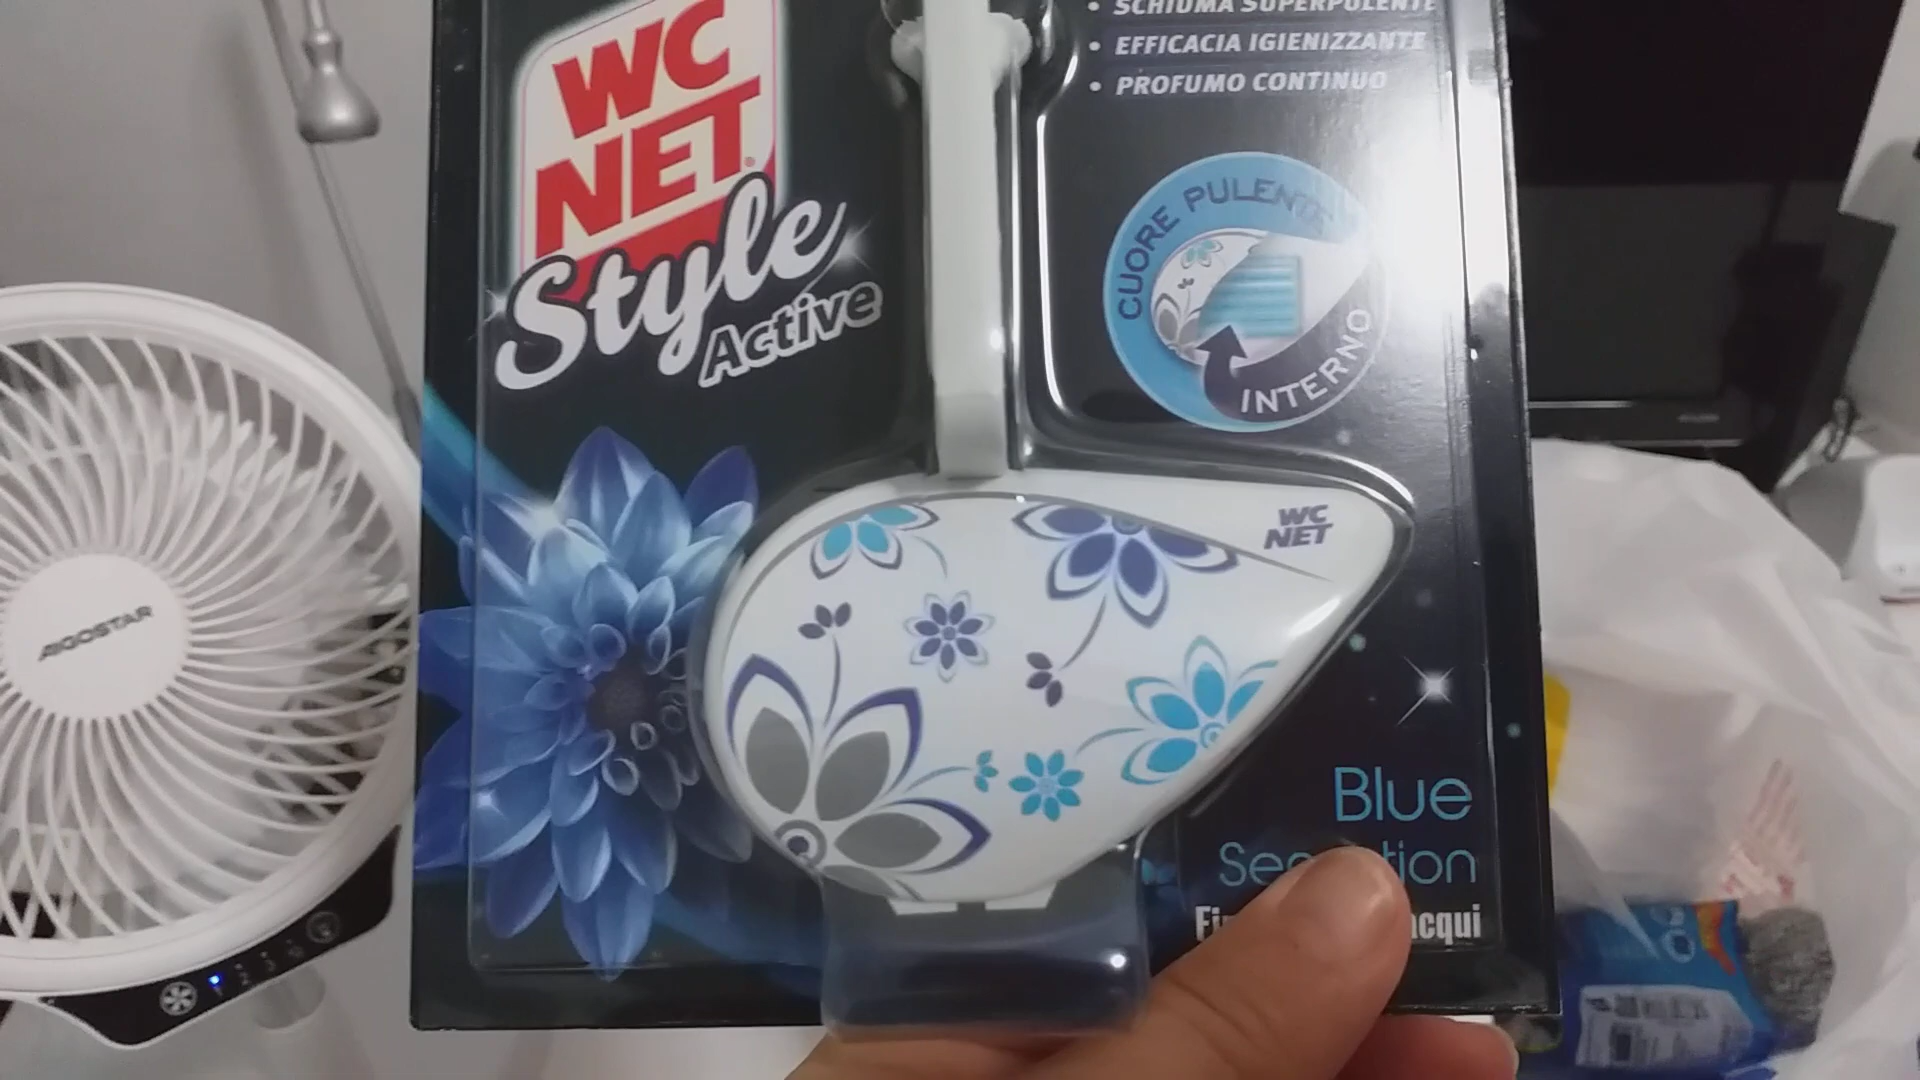 WC
NET
Style
Active
• SCHIUMA SUPERPULENTE
• EFFICACIA IGIENIZZANTE
• PROFUMO CONTINUO
CUORE PULENTE
INTERNO
WC
NET
AIGOSTAR
Blue